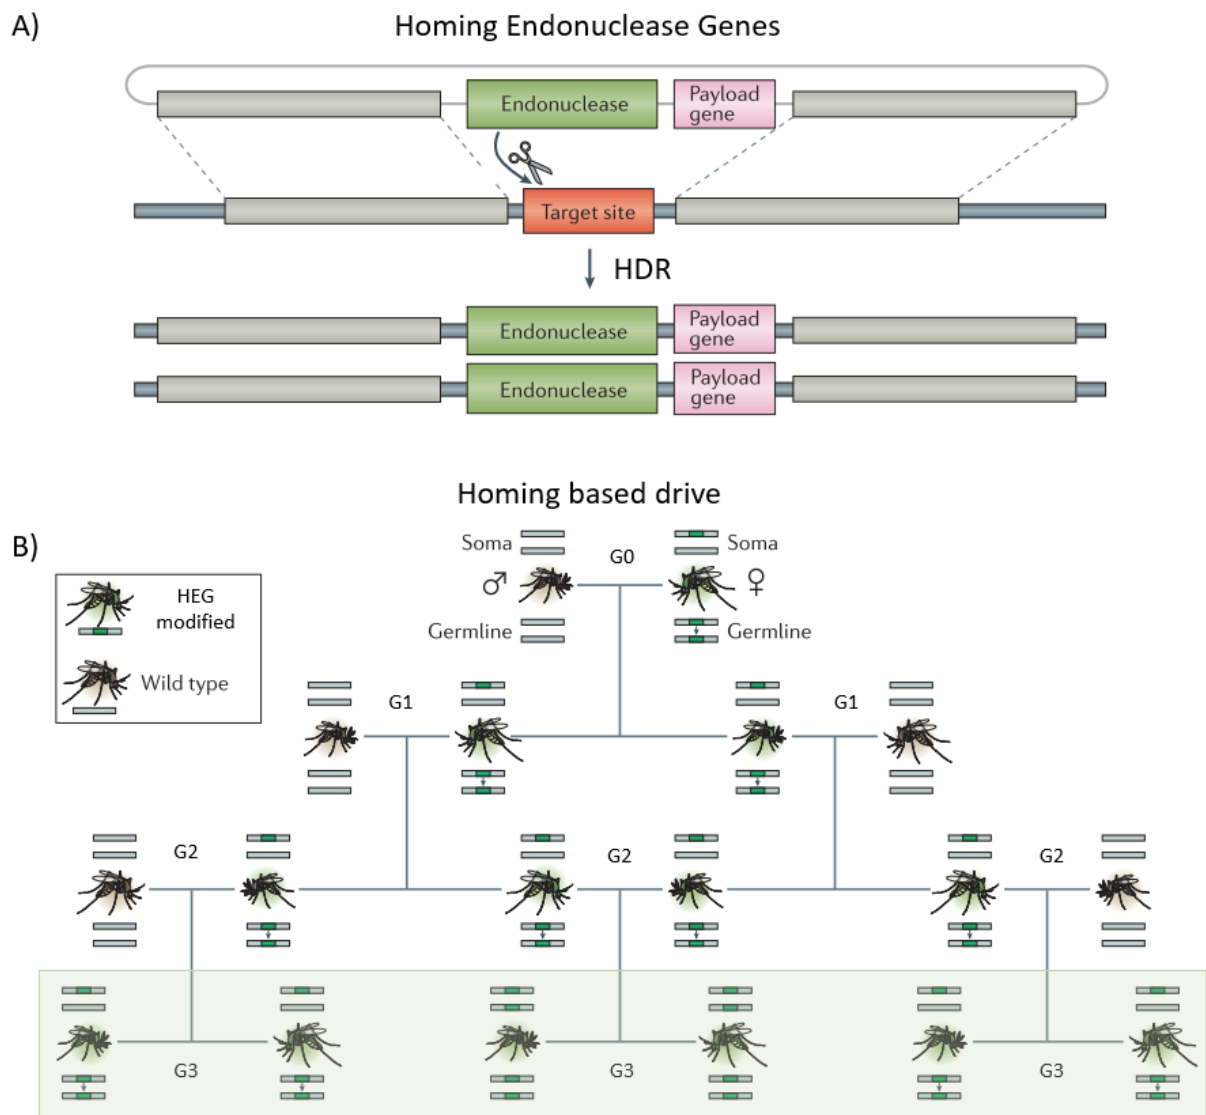 A)
Homing Endonuclease Genes
Endonuclease
Payload
gene
Target site
HDR
Endonuclease
Payload
gene
Endonuclease
Payload
gene
Homing based drive
B)
HEG
modified
Wild type
Soma
G0
Soma
♂
♀
Germline
Germline
G1
G1
G2
G2
G2
G3
G3
G3